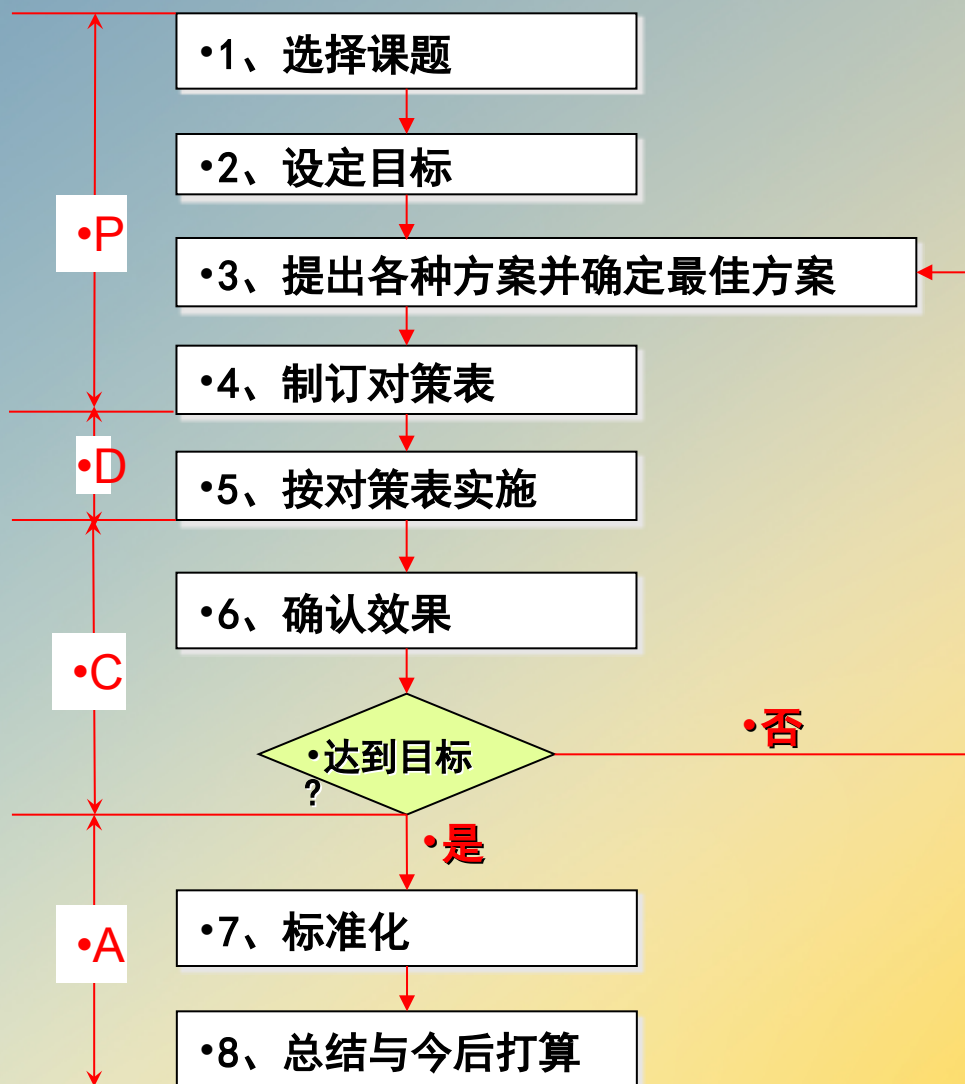 •1、选择课题
•2、设定目标
•P
•3、提出各种方案并确定最佳方案
•4、制订对策表
•D
•5、按对策表实施
•6、确认效果
•C
•达到目标
?
•否
•是
•7、标准化
•A
•8、总结与今后打算